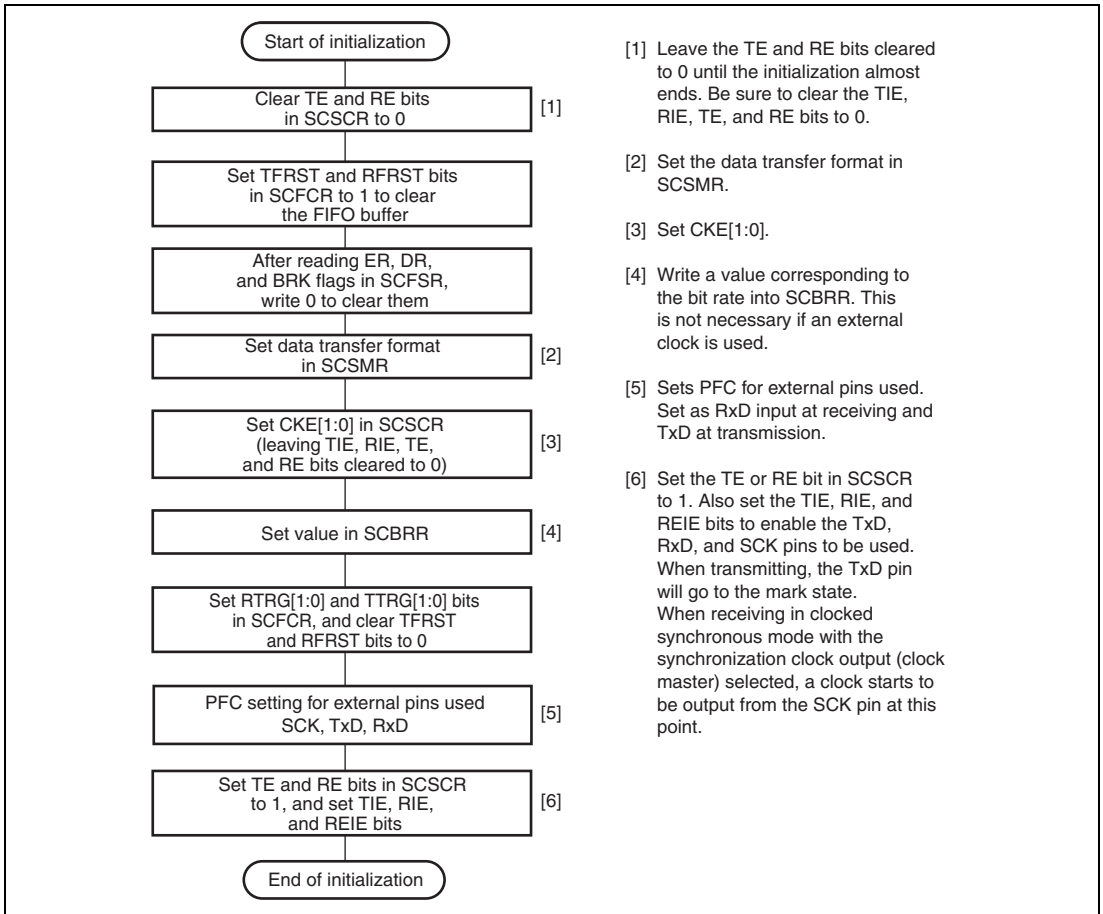 Start of initialization
Clear TE and RE bits
in SCSCR to 0
[1]
Set TFRST and RFRST bits
in SCFCR to 1 to clear
the FIFO buffer
After reading ER, DR,
and BRK flags in SCFSR,
write 0 to clear them
Set data transfer format
in SCSMR
[2]
Set CKE[1:0] in SCSCR
(leaving TIE, RIE, TE,
and RE bits cleared to 0)
[3]
Set value in SCBRR
[4]
Set RTRG[1:0] and TTRG[1:0] bits
in SCFCR, and clear TFRST
and RFRST bits to 0
PFC setting for external pins used
SCK, TxD, RxD
[5]
Set TE and RE bits in SCSCR
to 1, and set TIE, RIE,
and REIE bits
[6]
End of initialization
[1] Leave the TE and RE bits cleared
to 0 until the initialization almost
ends. Be sure to clear the TIE,
RIE, TE, and RE bits to 0.
[2] Set the data transfer format in
SCSMR.
[3] Set CKE[1:0].
[4] Write a value corresponding to
the bit rate into SCBRR. This
is not necessary if an external
clock is used.
[5] Sets PFC for external pins used.
Set as RxD input at receiving and
TxD at transmission.
[6] Set the TE or RE bit in SCSCR
to 1. Also set the TIE, RIE, and
REIE bits to enable the TxD,
RxD, and SCK pins to be used.
When transmitting, the TxD pin
will go to the mark state.
When receiving in clocked
synchronous mode with the
synchronization clock output (clock
master) selected, a clock starts to
be output from the SCK pin at this
point.